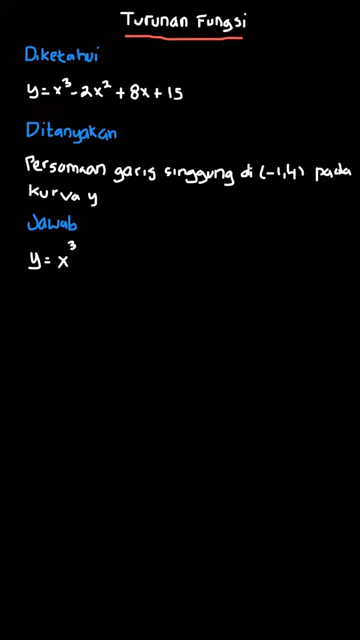 Turunan Fungsi
Diketahui
y = x³ - 2x² + 8x + 15
Ditanyakan
Persamaan garis singgung di (-1,4) pada
kurva y
Jawab
y = x³